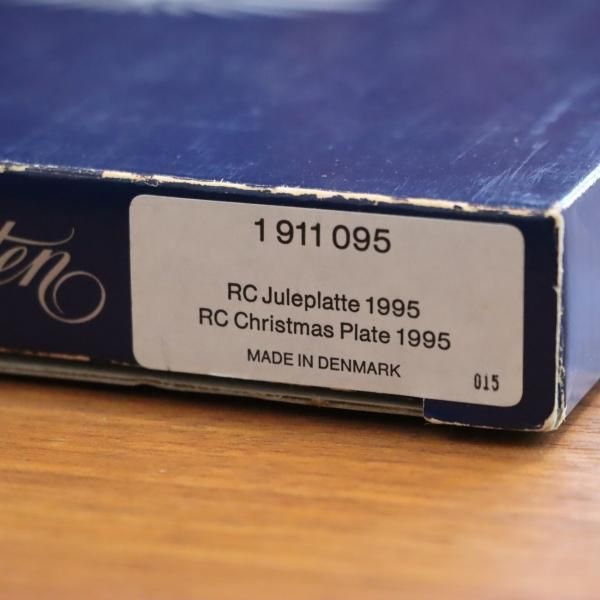 1 911 095
RC Juleplatte 1995
RC Christmas Plate 1995
MADE IN DENMARK
015